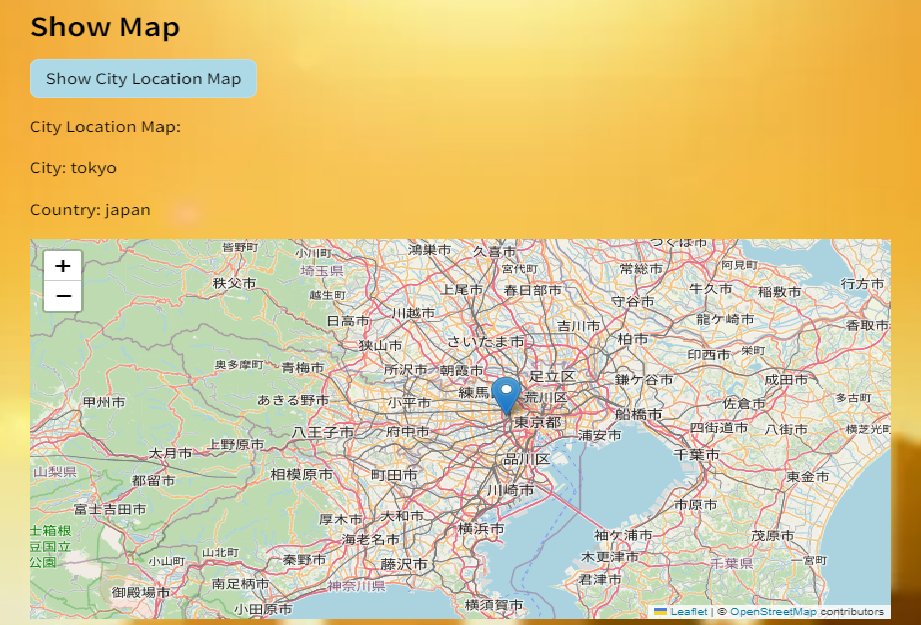 Show Map
Show City Location Map
City Location Map:
City: tokyo
Country: japan
+
−
皆野町
小川町
鴻巣市
久喜市
つくば市
埼玉県
宮代町
常総市
阿見町
秩父市
越生町
上尾市
春日部市
牛久市
稲敷市
行方市
守谷市
日高市
川越市
吉川市
龍ケ崎市
香取市
狭山市
さいたま市
柏市
印西市
栄町
奥多摩町
青梅市
所沢市
朝霞市
足立区
鎌ケ谷市
成田市
甲州市
あきる野市
小平市
練馬
荒川区
佐倉市
多古町
船橋市
東京都
八王子市
府中市
浦安市
四街道市
八街市
横芝光町
大月市
上野原市
品川区
千葉市
山梨県
都留市
相模原市
町田市
東金市
川崎市
富士吉田市
厚木市
大和市
横浜市
市原市
士箱根
豆国立
公園
海老名市
袖ケ浦市
茂原市
小山町
山北町
秦野市
藤沢市
木更津市
千葉県
一宮町
御殿場市
南足柄市
神奈川県
君津市
小田原市
横須賀市
Leaflet | © OpenStreetMap contributors